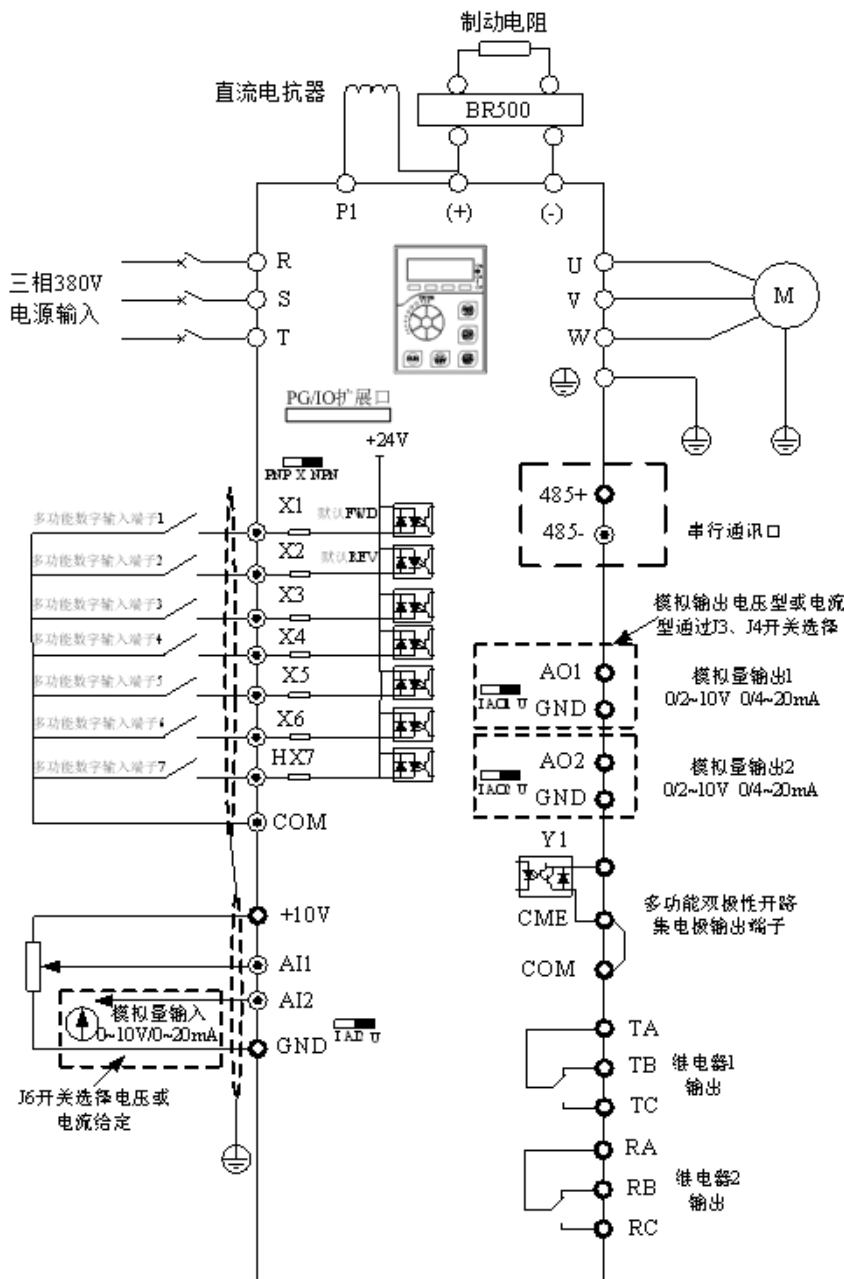 制动电阻
直流电抗器
BR500
P1
(+)
(-)
三相380V
电源输入
R
S
T
U
V
W
M
PG/IO扩展口
+24V
PNP X NPN
485+
485-
串行通讯口
多功能数字输入端子1
X1
默认FWD
多功能数字输入端子2
X2
默认REV
多功能数字输入端子3
X3
多功能数字输入端子4
X4
多功能数字输入端子5
X5
多功能数字输入端子6
X6
多功能数字输入端子7
HX7
COM
模拟输出电压型或电流
型通过J3、J4开关选择
AO1
GND
I AO1 U
模拟量输出1
0/2~10V 0/4~20mA
AO2
GND
I AO2 U
模拟量输出2
0/2~10V 0/4~20mA
Y1
CME
COM
多功能双极性开路
集电极输出端子
+10V
AI1
AI2
GND
模拟量输入
0~10V/0~20mA
I AI2 U
J6开关选择电压或
电流给定
TA
TB
TC
继电器1
输出
RA
RB
RC
继电器2
输出